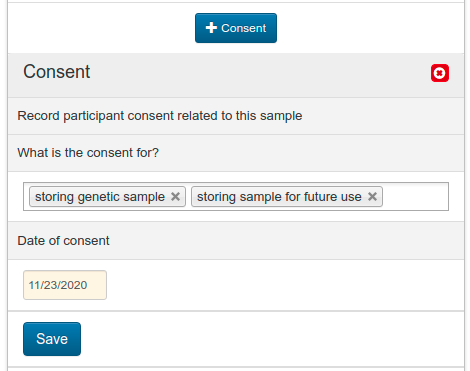 Consent
Consent
Record participant consent related to this sample
What is the consent for?
storing genetic sample storing sample for future use
Date of consent
11/23/2020
Save